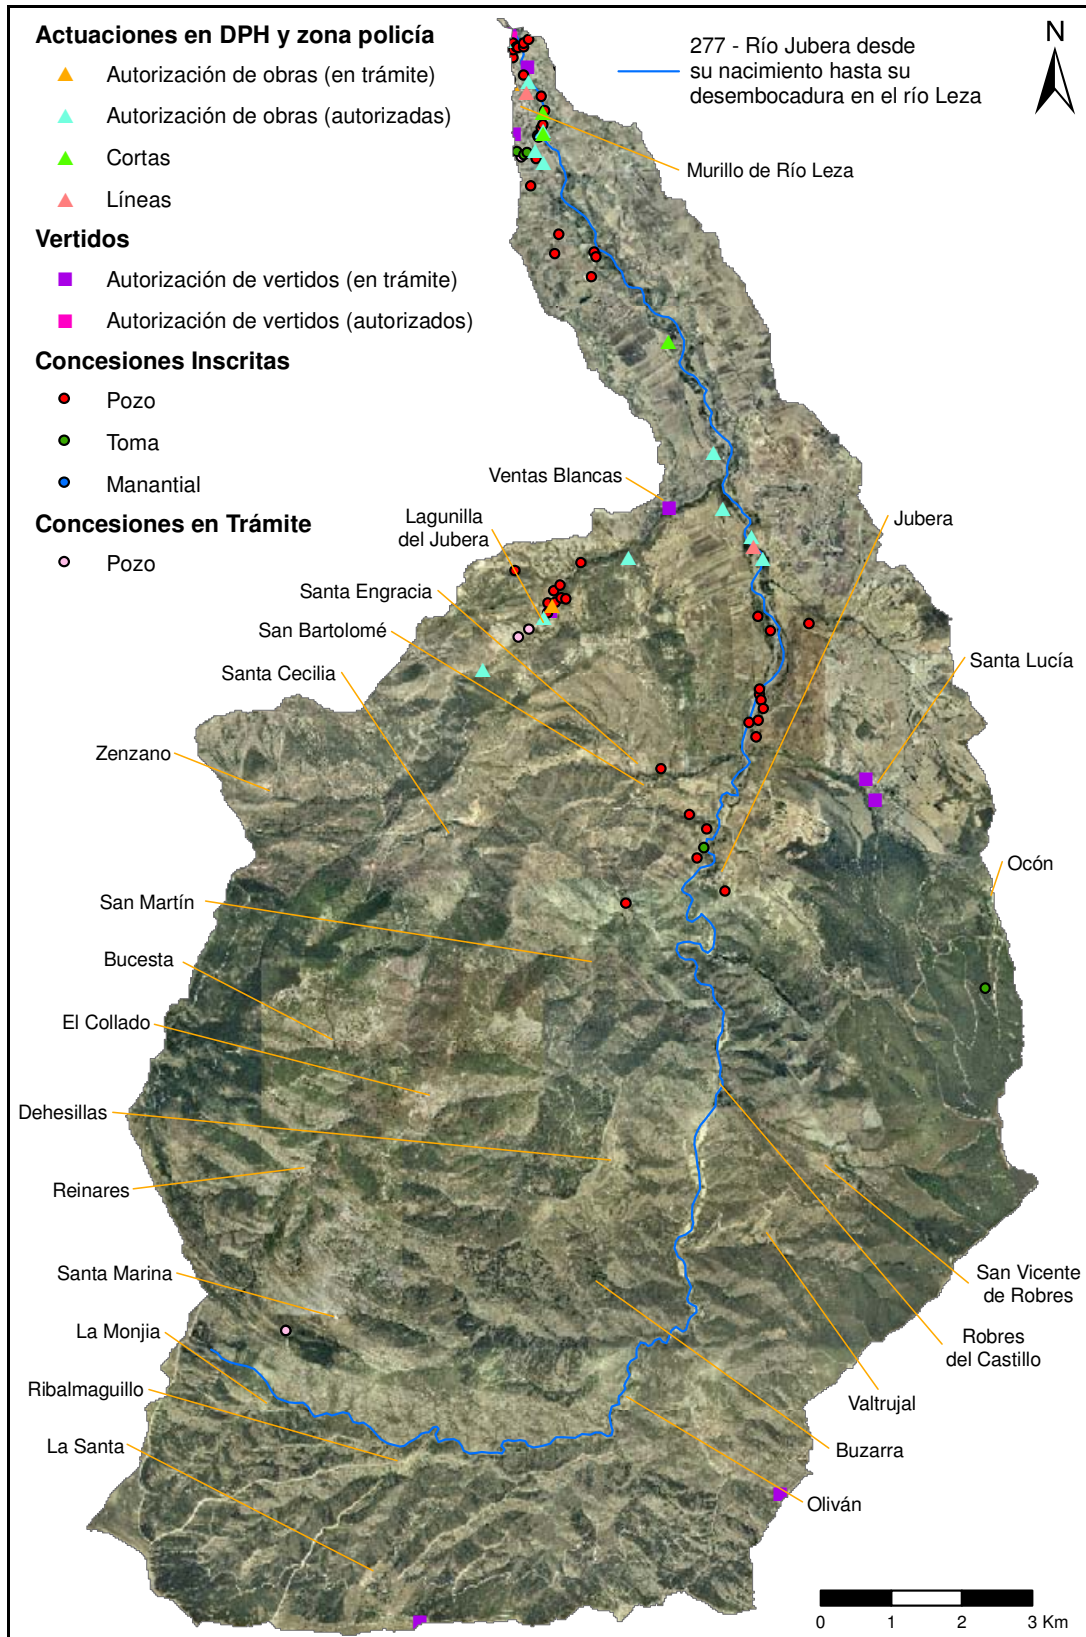 Actuaciones en DPH y zona policía
Autorización de obras (en trámite)
Autorización de obras (autorizadas)
Cortas
Líneas
Vertidos
Autorización de vertidos (en trámite)
Autorización de vertidos (autorizados)
Concesiones Inscritas
Pozo
Toma
Manantial
Concesiones en Trámite
Pozo
277 - Río Jubera desde
su nacimiento hasta su
desembocadura en el río Leza
N
Murillo de Río Leza
Ventas Blancas
Lagunilla
del Jubera
Jubera
Santa Engracia
San Bartolomé
Santa Cecilia
Santa Lucía
Zenzano
Ocón
San Martín
Bucesta
El Collado
Dehesillas
Reinares
Santa Marina
San Vicente
de Robres
La Monjia
Robres
del Castillo
Ribalmaguillo
Valtrujal
La Santa
Buzarra
Oliván
0 1 2 3 Km